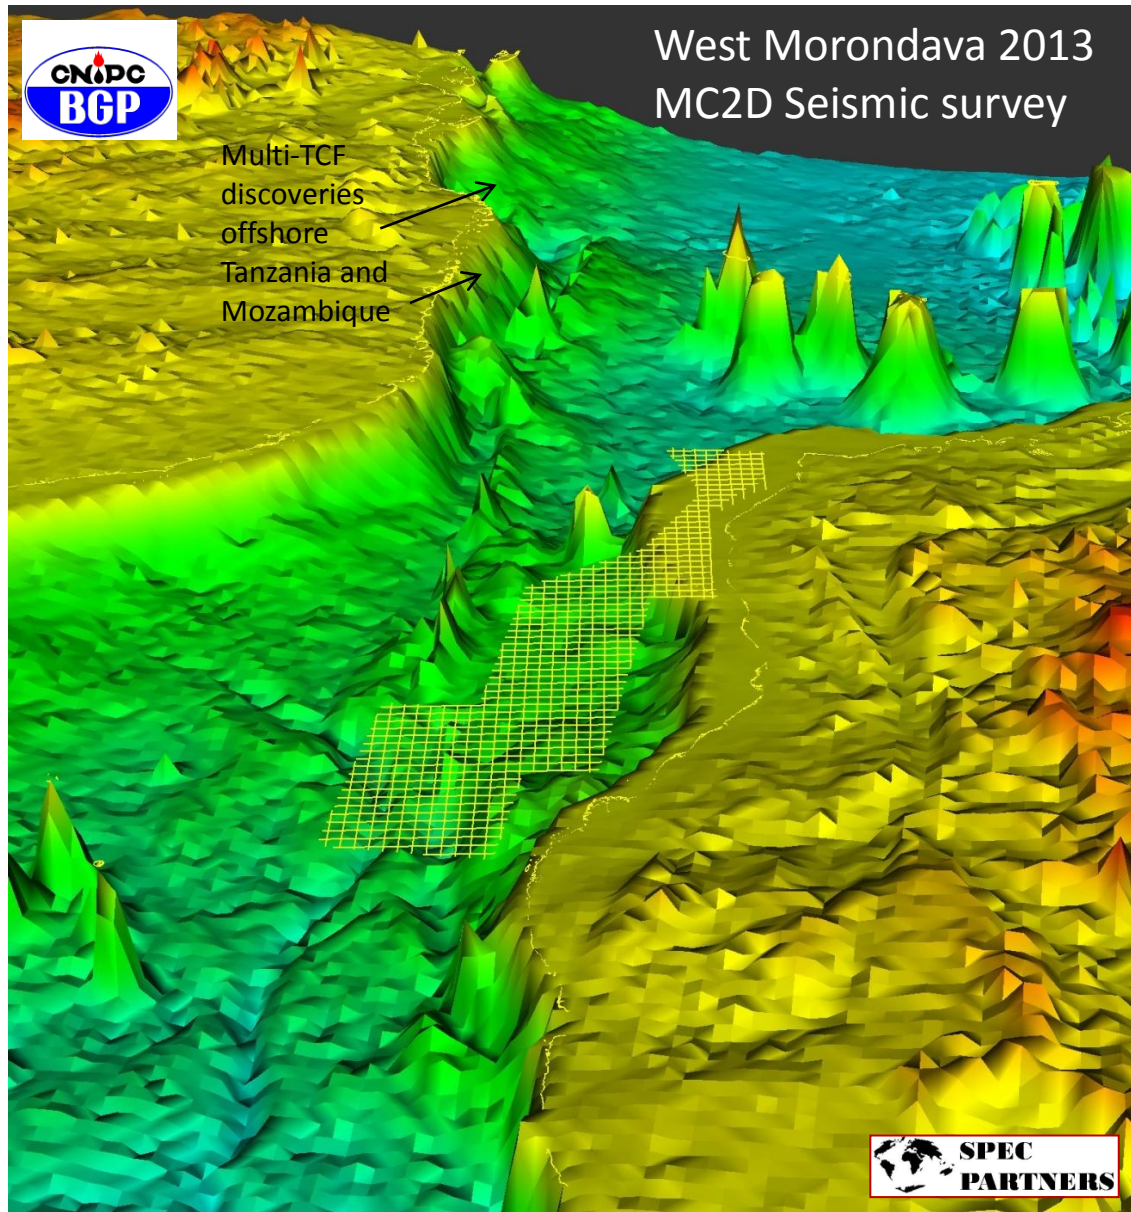 CNPC
BGP
West Morondava 2013
MC2D Seismic survey
Multi-TCF
discoveries
offshore
Tanzania and
Mozambique
SPEC
PARTNERS